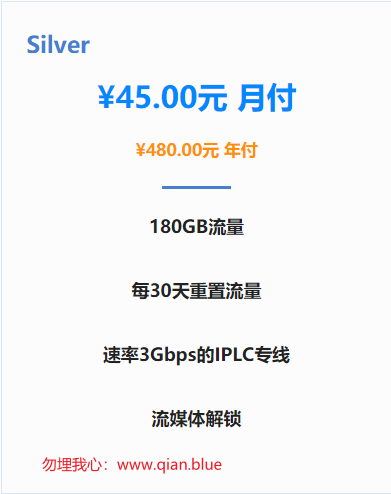 Silver
¥45.00元 月付
¥480.00元 年付
180GB流量
每30天重置流量
速率3Gbps的IPLC专线
流媒体解锁
勿埋我心：www.qian.blue